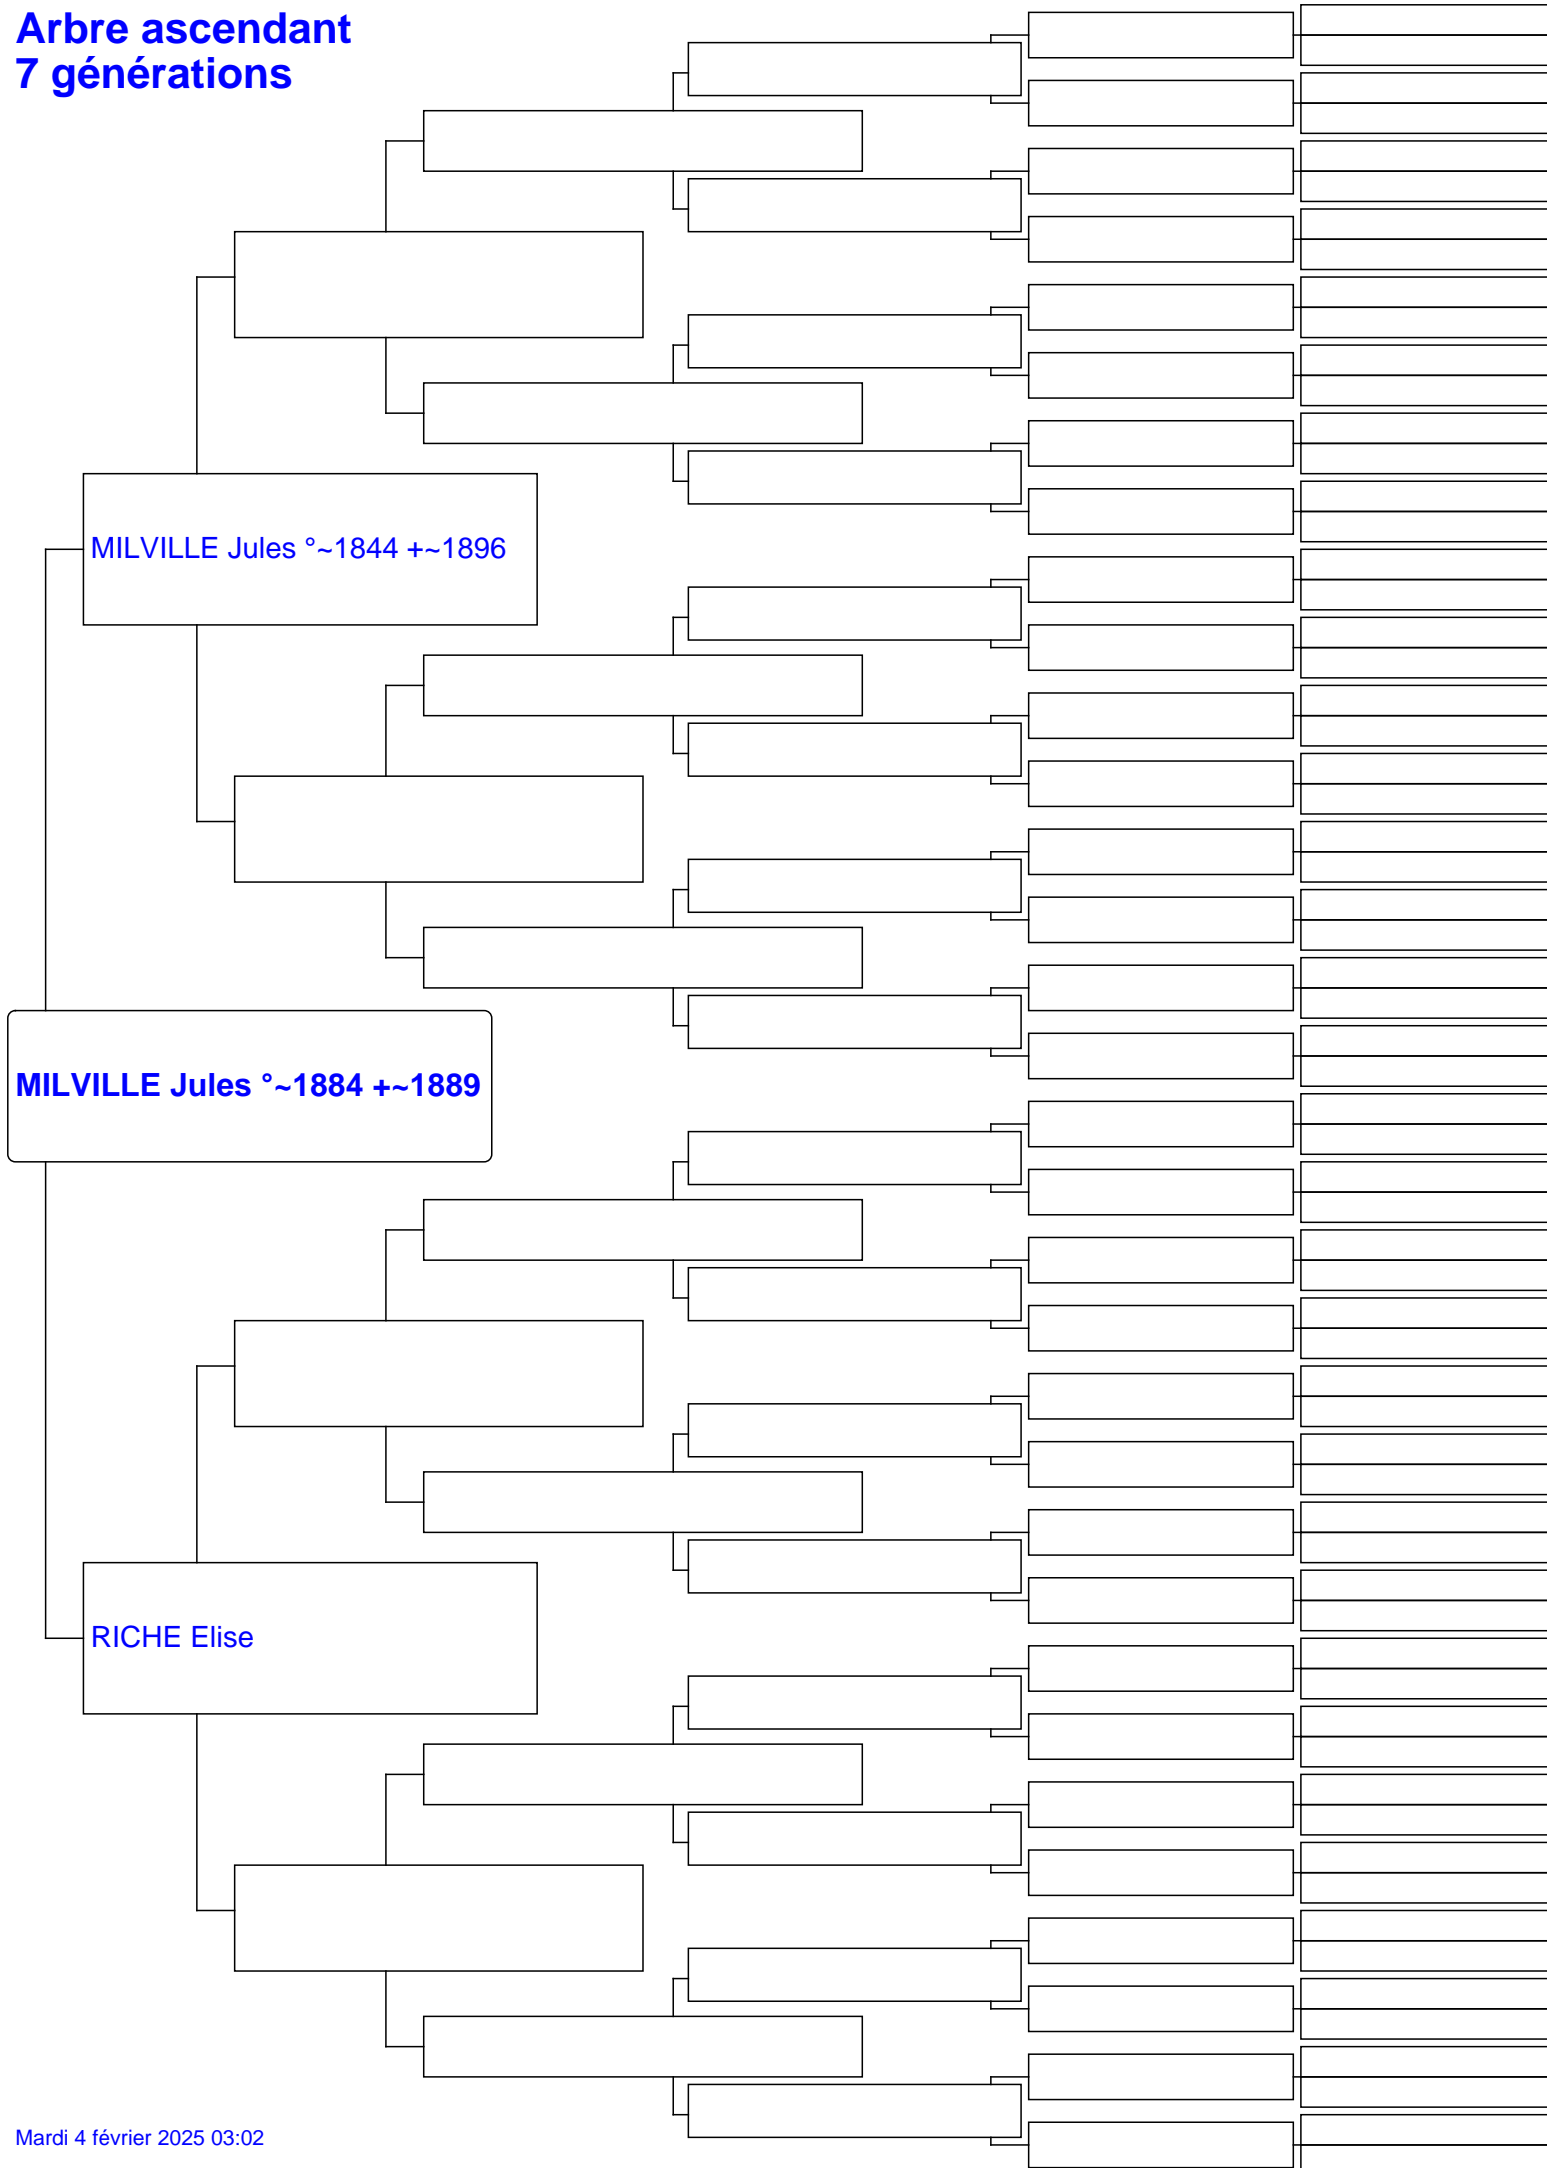 Arbre ascendant
7 générations
MILVILLE Jules °~1844 +~1896
MILVILLE Jules °~1884 +~1889
RICHE Elise
Mardi 4 février 2025 03:02